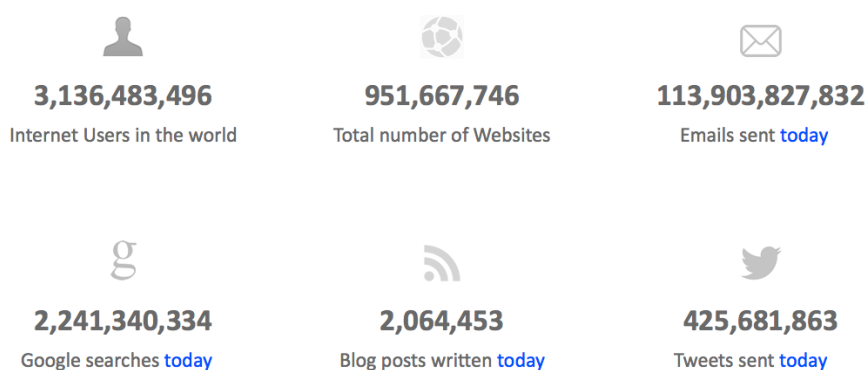 3,136,483,496
Internet Users in the world
951,667,746
Total number of Websites
113,903,827,832
Emails sent today
g
2,241,340,334
Google searches today
2,064,453
Blog posts written today
425,681,863
Tweets sent today